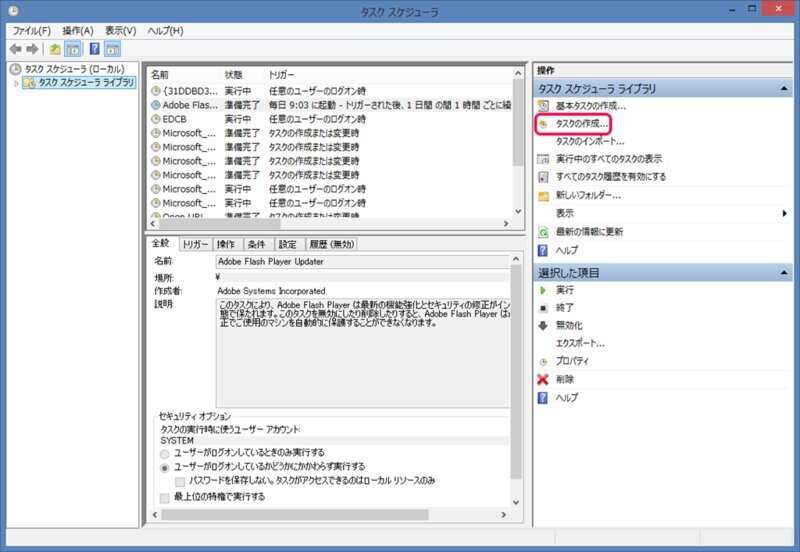 タスク スケジューラ
ファイル(F) 操作(A) 表示(V) ヘルプ(H)
タスク スケジューラ (ローカル)
タスク スケジューラ ライブラリ
名前 状態 トリガー
{31DDBD3... 実行中 任意のユーザーのログオン時
Adobe Flas... 準備完了 毎日 9:03 に起動 - トリガーされた後、1 日間 の間 1 時間 ごとに繰
EDCB 実行中 任意のユーザーのログオン時
Microsoft_... 準備完了 タスクの作成または変更時
Microsoft_... 準備完了 タスクの作成または変更時
Microsoft_... 準備完了 タスクの作成または変更時
Microsoft_... 実行中 任意のユーザーのログオン時
Microsoft_... 実行中 任意のユーザーのログオン時
準備完了 タスクの作成または変更時
全般 トリガー 操作 条件 設定 履歴 (無効)
名前: Adobe Flash Player Updater
場所: ¥
作成者: Adobe Systems Incorporated
説明: このタスクにより、Adobe Flash Player は最新の機能強化とセキュリティの修正がイン
態で保たれます。このタスクを無効にしたり削除したりすると、Adobe Flash Player は
正でご使用のマシンを自動的に保護することができなくなります。
セキュリティ オプション
タスクの実行時に使うユーザー アカウント:
SYSTEM
ユーザーがログオンしているときのみ実行する
ユーザーがログオンしているかどうかにかかわらず実行する
パスワードを保存しない。タスクがアクセスできるのはローカル リソースのみ
最上位の特権で実行する
操作
タスク スケジューラ ライブラリ
基本タスクの作成...
タスクの作成...
タスクのインポート...
実行中のすべてのタスクの表示
すべてのタスク履歴を有効にする
新しいフォルダー...
表示
最新の情報に更新
ヘルプ
選択した項目
実行
終了
無効化
エクスポート...
プロパティ
削除
ヘルプ